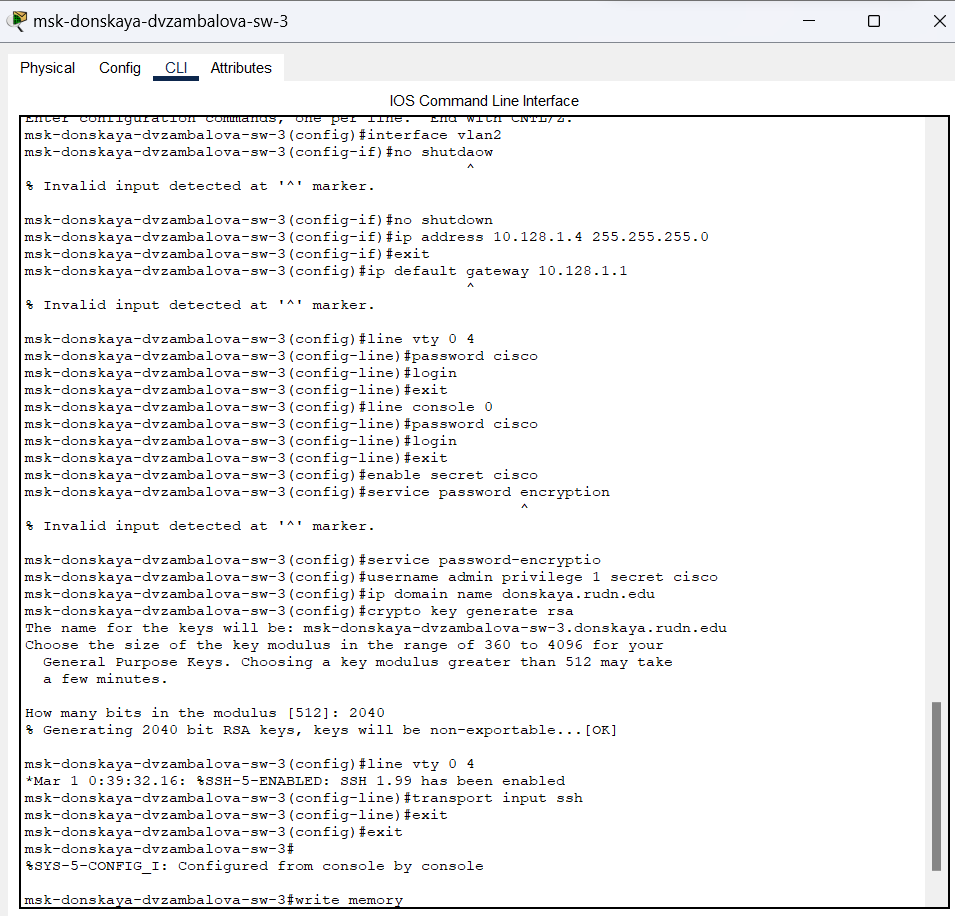 msk-donskaya-dvzambalova-sw-3
Physical Config CLI Attributes
IOS Command Line Interface
Enter configuration commands, one per line. End with CNTL/Z.
msk-donskaya-dvzambalova-sw-3(config)#interface vlan2
msk-donskaya-dvzambalova-sw-3(config-if)#no shutdaow
^
% Invalid input detected at '^' marker.
msk-donskaya-dvzambalova-sw-3(config-if)#no shutdown
msk-donskaya-dvzambalova-sw-3(config-if)#ip address 10.128.1.4 255.255.255.0
msk-donskaya-dvzambalova-sw-3(config-if)#exit
msk-donskaya-dvzambalova-sw-3(config)#ip default gateway 10.128.1.1
^
% Invalid input detected at '^' marker.
msk-donskaya-dvzambalova-sw-3(config)#line vty 0 4
msk-donskaya-dvzambalova-sw-3(config-line)#password cisco
msk-donskaya-dvzambalova-sw-3(config-line)#login
msk-donskaya-dvzambalova-sw-3(config-line)#exit
msk-donskaya-dvzambalova-sw-3(config)#line console 0
msk-donskaya-dvzambalova-sw-3(config-line)#password cisco
msk-donskaya-dvzambalova-sw-3(config-line)#login
msk-donskaya-dvzambalova-sw-3(config-line)#exit
msk-donskaya-dvzambalova-sw-3(config)#enable secret cisco
msk-donskaya-dvzambalova-sw-3(config)#service password encryption
^
% Invalid input detected at '^' marker.
msk-donskaya-dvzambalova-sw-3(config)#service password-encryptio
msk-donskaya-dvzambalova-sw-3(config)#username admin privilege 1 secret cisco
msk-donskaya-dvzambalova-sw-3(config)#ip domain name donskaya.rudn.edu
msk-donskaya-dvzambalova-sw-3(config)#crypto key generate rsa
The name for the keys will be: msk-donskaya-dvzambalova-sw-3.donskaya.rudn.edu
Choose the size of the key modulus in the range of 360 to 4096 for your
General Purpose Keys. Choosing a key modulus greater than 512 may take
a few minutes.
How many bits in the modulus [512]: 2040
% Generating 2040 bit RSA keys, keys will be non-exportable...[OK]
msk-donskaya-dvzambalova-sw-3(config)#line vty 0 4
*Mar 1 0:39:32.16: %SSH-5-ENABLED: SSH 1.99 has been enabled
msk-donskaya-dvzambalova-sw-3(config-line)#transport input ssh
msk-donskaya-dvzambalova-sw-3(config-line)#exit
msk-donskaya-dvzambalova-sw-3(config)#exit
msk-donskaya-dvzambalova-sw-3#
%SYS-5-CONFIG_I: Configured from console by console
msk-donskaya-dvzambalova-sw-3#write memory